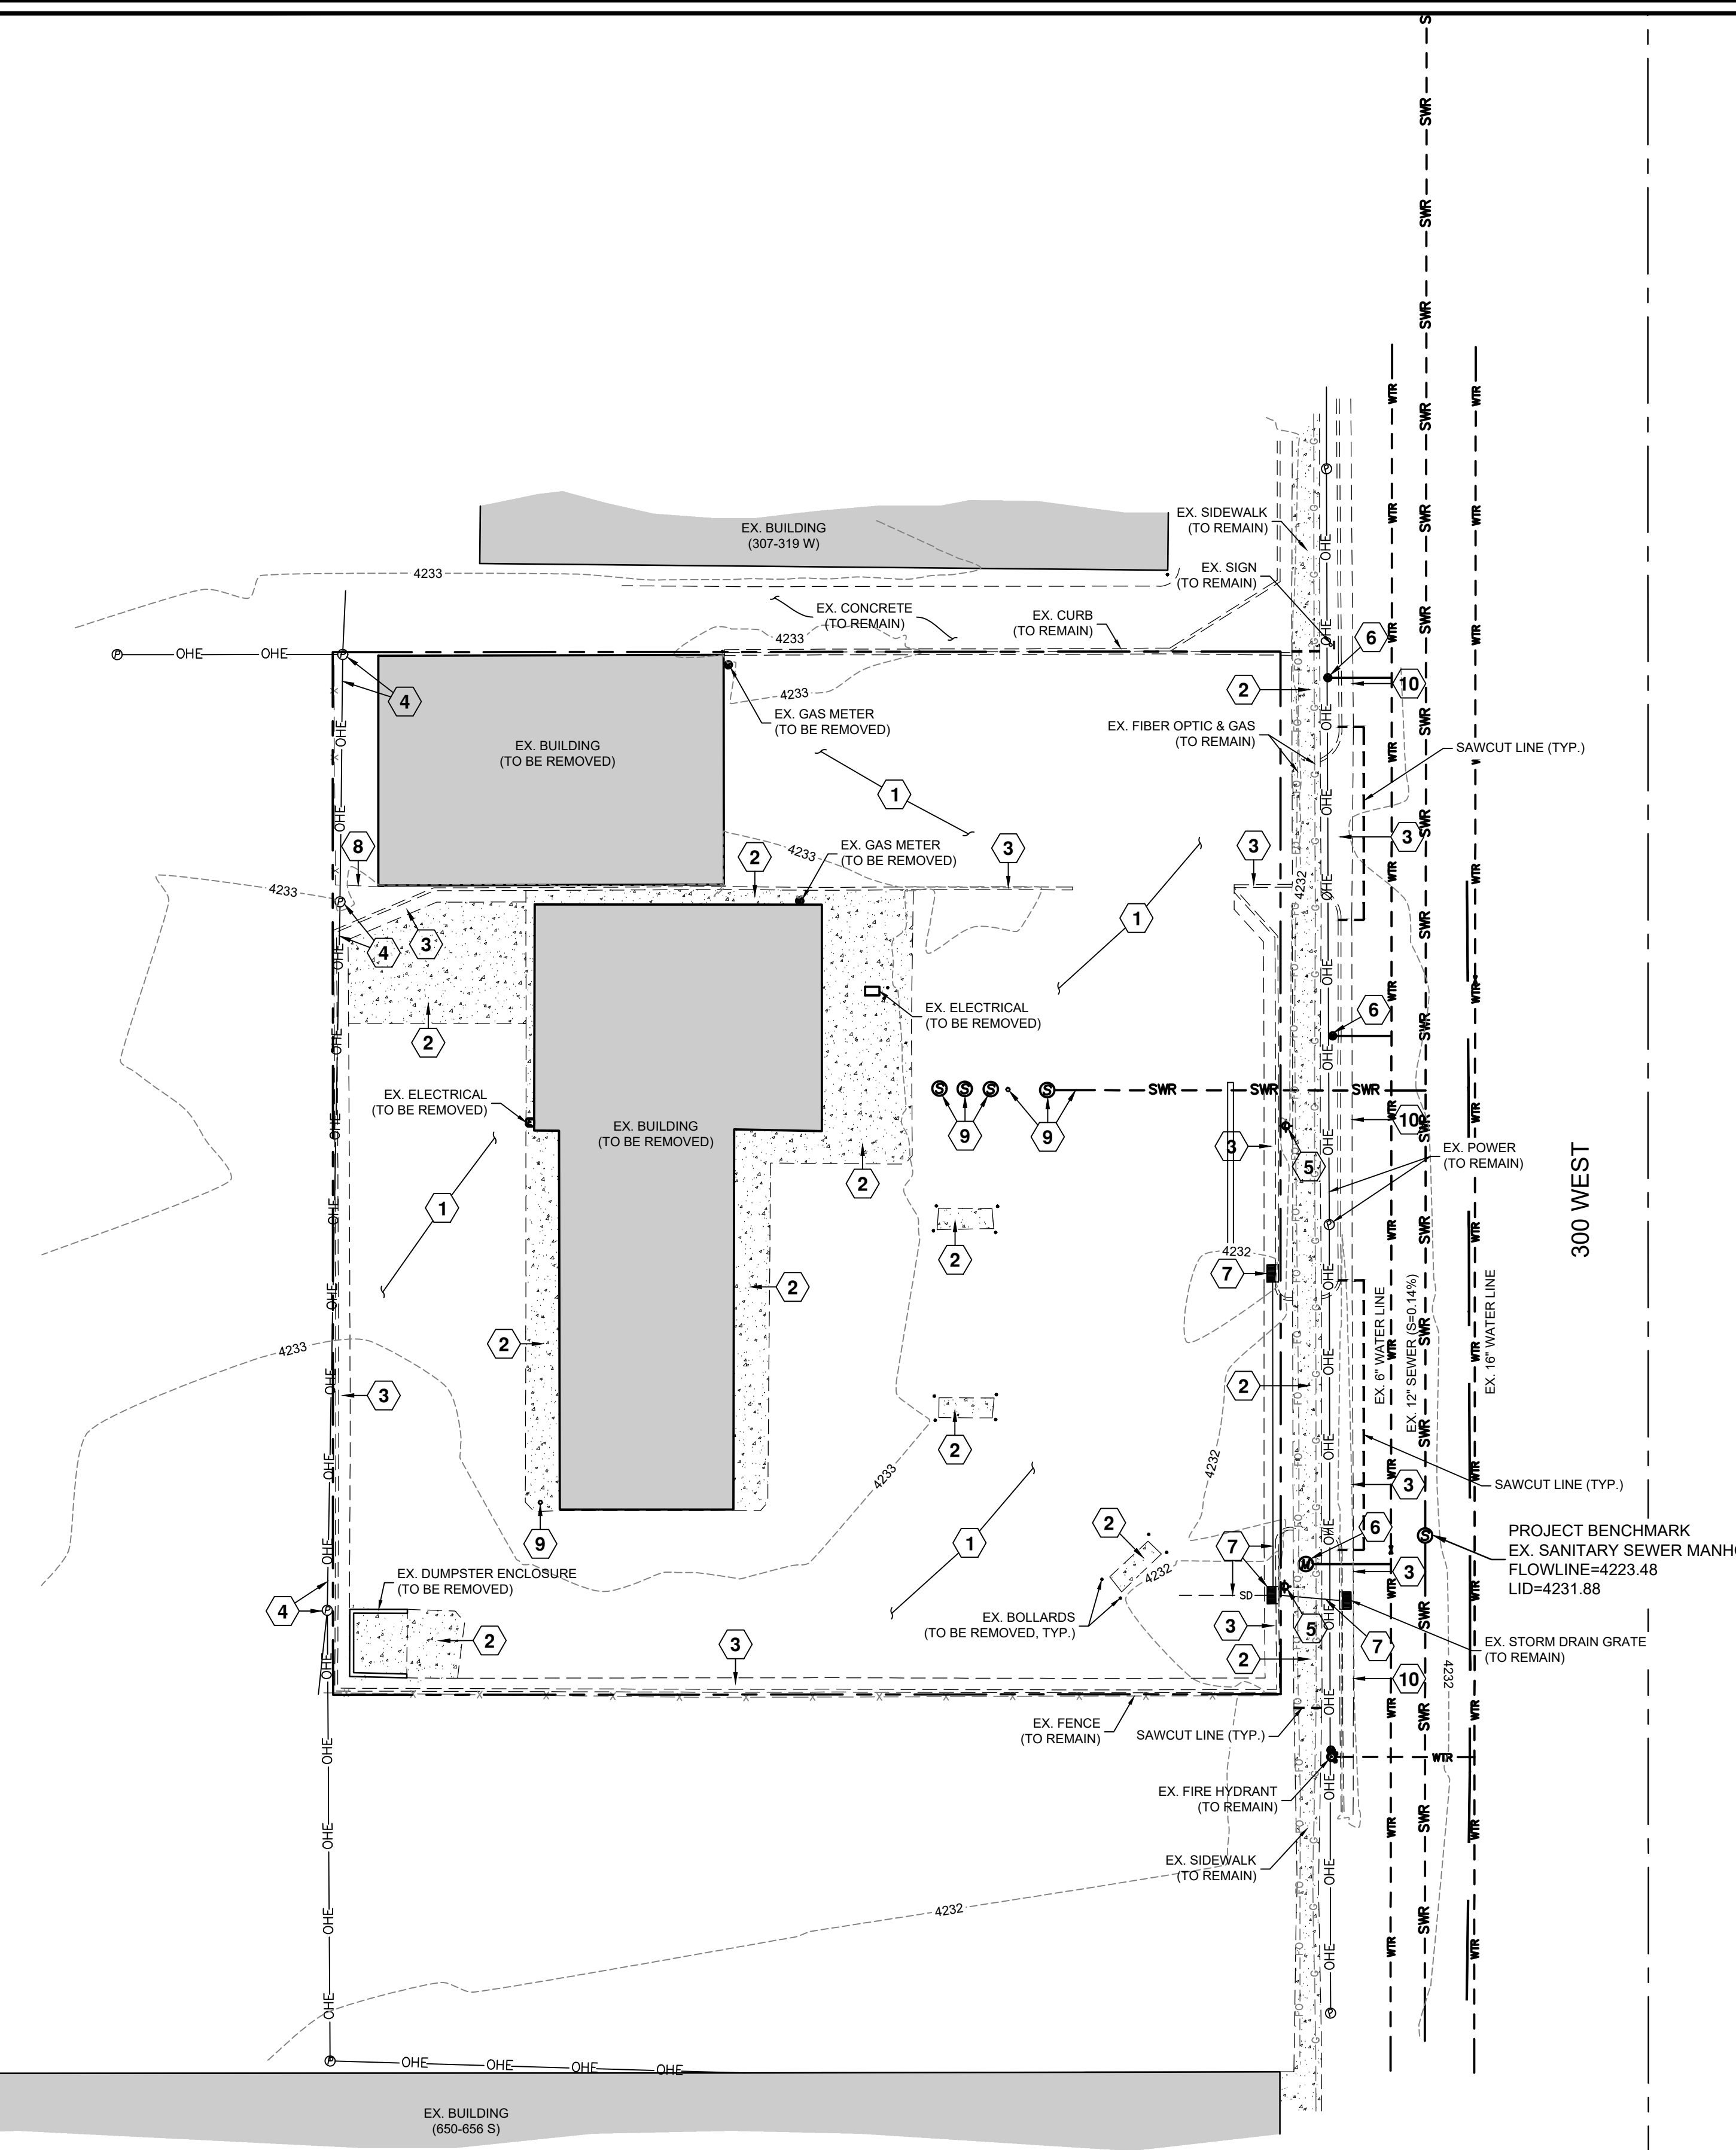 EX. BUILDING
(307-319 W)
EX. SIDEWALK
(TO REMAIN)
EX. SIGN
(TO REMAIN)
4233
EX. CONCRETE
(TO REMAIN)
EX. CURB
(TO REMAIN)
4233
6
OHE
OHE
P
4
2
10
4233
EX. GAS METER
(TO BE REMOVED)
EX. FIBER OPTIC & GAS
(TO REMAIN)
SAWCUT LINE (TYP.)
EX. BUILDING
(TO BE REMOVED)
1
8
2
4233
EX. GAS METER
(TO BE REMOVED)
3
3
3
4233
4232
4
3
1
2
EX. ELECTRICAL
(TO BE REMOVED)
6
EX. ELECTRICAL
(TO BE REMOVED)
S
S
S
S
SWR
SWR
SWR
9
9
10
EX. BUILDING
(TO BE REMOVED)
3
5
EX. POWER
(TO REMAIN)
300 WEST
1
2
2
4232
7
2
2
4233
3
2
2
EX. 6" WATER LINE
EX. 12" SEWER (S=0.14%)
EX. 16" WATER LINE
4233
4232
3
SAWCUT LINE (TYP.)
9
1
2
7
6
S
PROJECT BENCHMARK
EX. SANITARY SEWER MANH
FLOWLINE=4223.48
LID=4231.88
M
3
EX. DUMPSTER ENCLOSURE
(TO BE REMOVED)
4232
4
2
SD
EX. BOLLARDS
(TO BE REMOVED, TYP.)
3
5
7
EX. STORM DRAIN GRATE
(TO REMAIN)
3
2
10
4232
EX. FENCE
(TO REMAIN)
SAWCUT LINE (TYP.)
WTR
EX. FIRE HYDRANT
(TO REMAIN)
EX. SIDEWALK
(TO REMAIN)
4232
P
OHE
OHE
OHE
OHE
EX. BUILDING
(650-656 S)